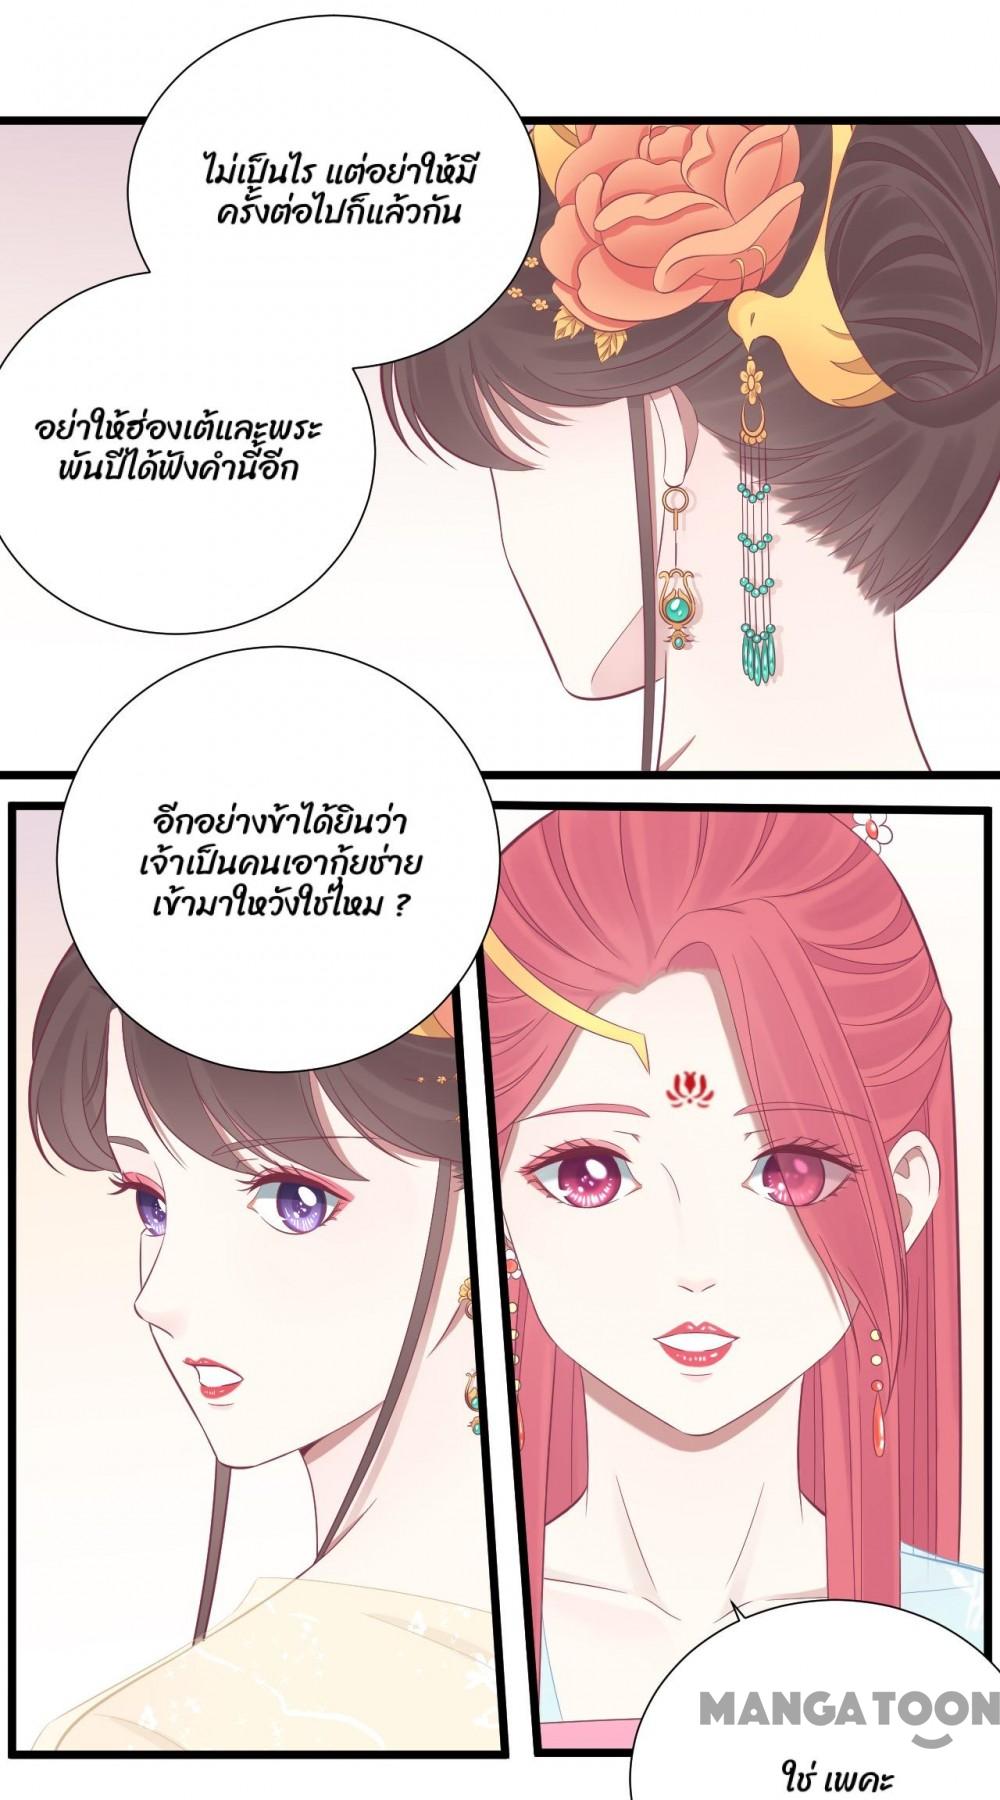 ไม่เป็นไร แต่อย่าให้มี
ครั้งต่อไปก็แล้วกัน
อย่าให้ฮ่องเต้และพระ
พันปีได้ฟังคำนี้อีก
อีกอย่างข้าได้ยินว่า
เจ้าเป็นคนเอากุ้ยช่าย
เข้ามาใหวังใช่ไหม ?
MANGATOON
ใช่ เพคะ